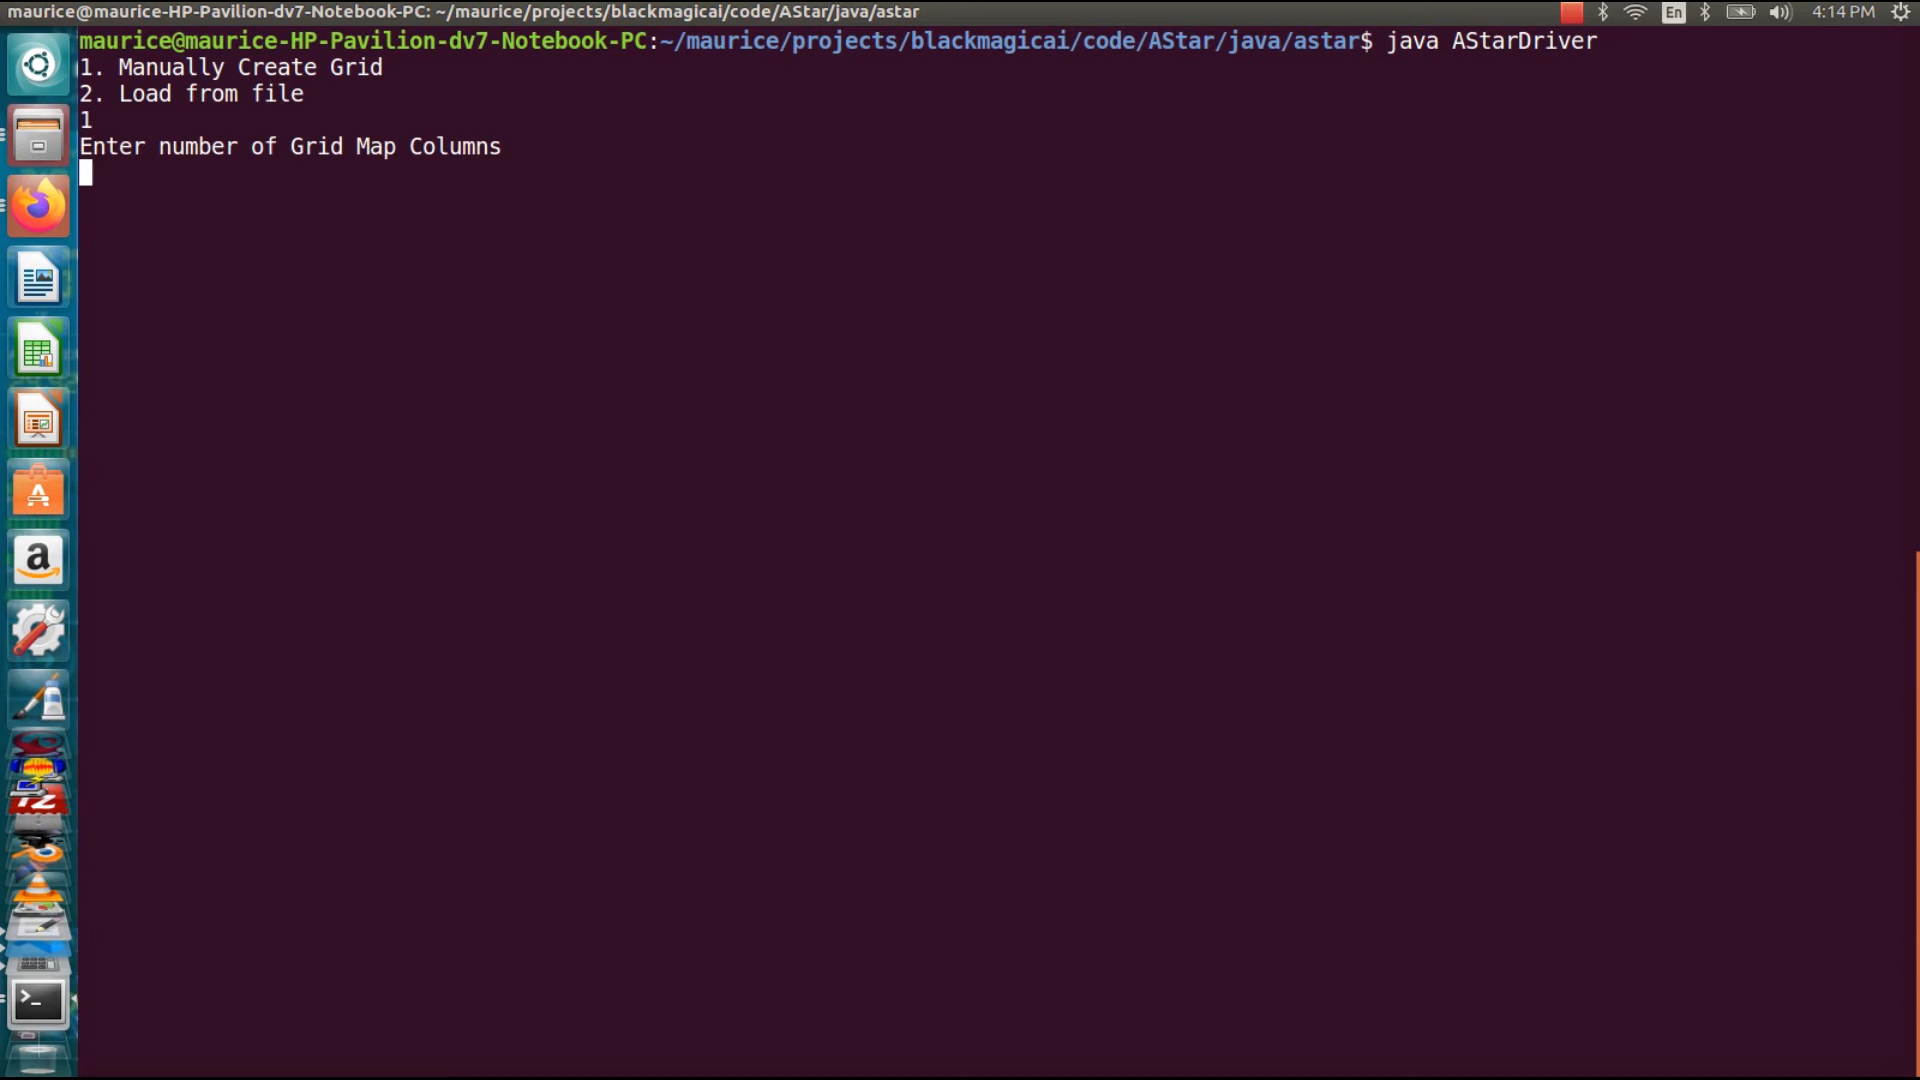 maurice@maurice-HP-Pavilion-dv7-Notebook-PC: ~/maurice/projects/blackmagicai/code/AStar/java/astar
En
4:14 PM
maurice@maurice-HP-Pavilion-dv7-Notebook-PC:~/maurice/projects/blackmagicai/code/AStar/java/astar$ java AStarDriver
1. Manually Create Grid
2. Load from file
1
Enter number of Grid Map Columns